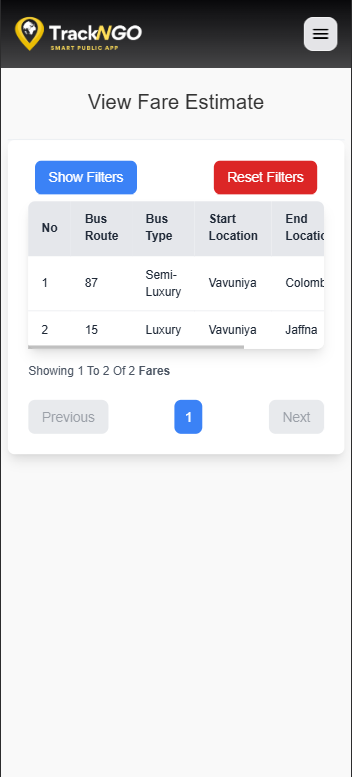 TrackNGO
SMART PUBLIC APP
View Fare Estimate
Show Filters Reset Filters
No Bus Route Bus Type Start Location End Locatio
1 87 Semi-Luxury Vavuniya Colomb
2 15 Luxury Vavuniya Jaffna
Showing 1 To 2 Of 2 Fares
Previous 1 Next